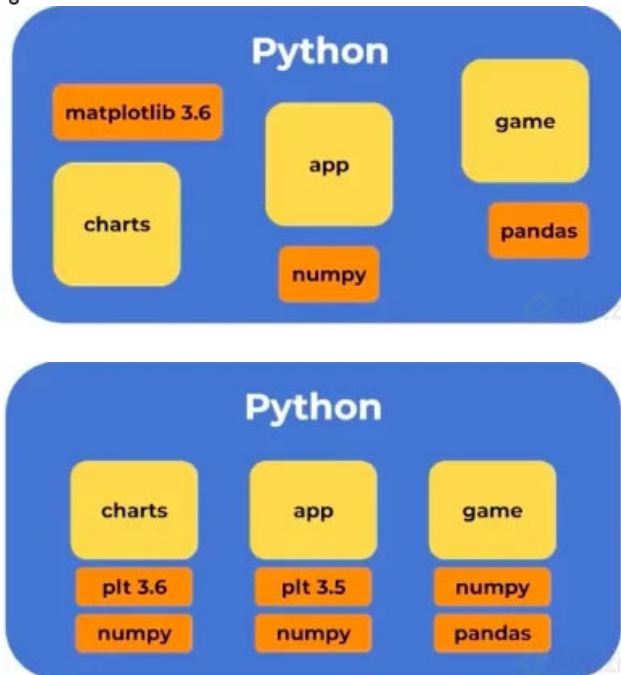 Python
matplotlib 3.6
app
game
charts
numpy
pandas
Python
charts
app
game
plt 3.6
plt 3.5
numpy
numpy
numpy
pandas